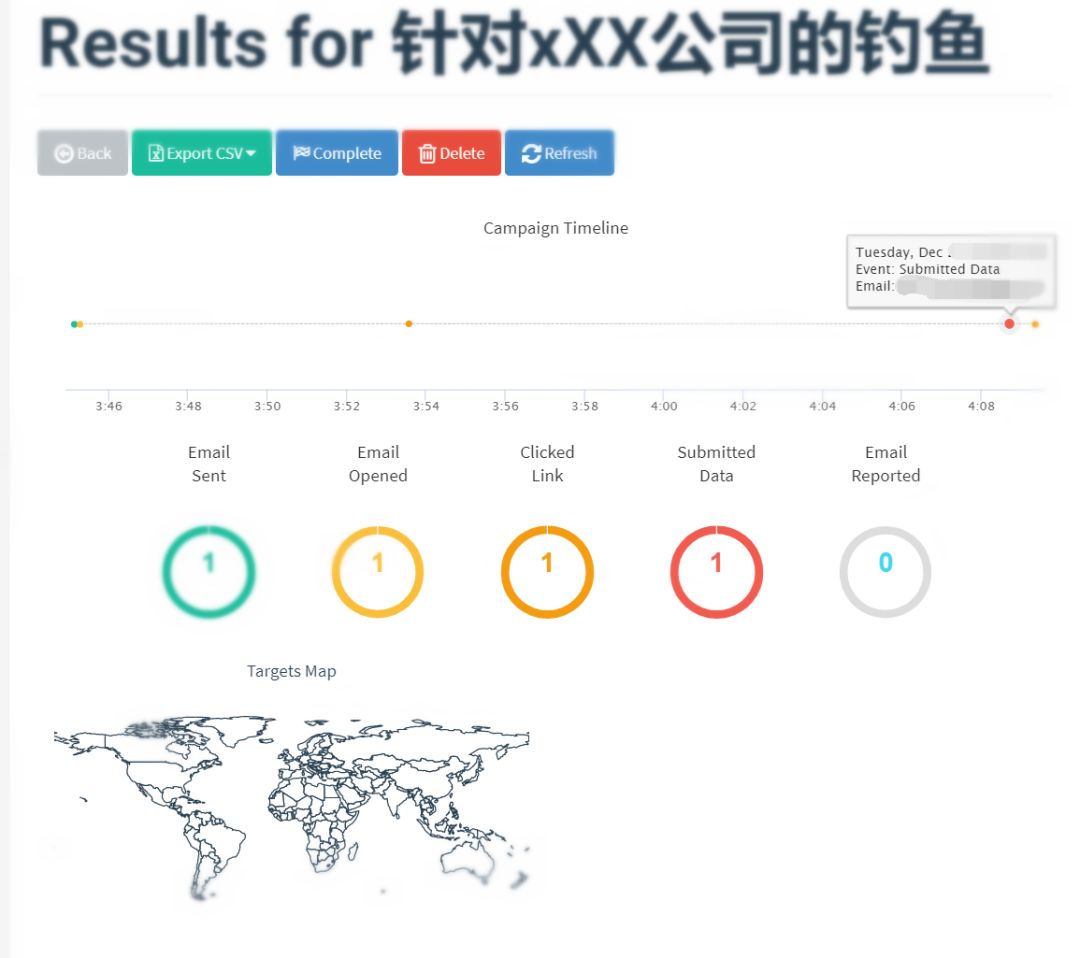 Results for 针对xXX公司的钓鱼
Back
Export CSV
Complete
Delete
Refresh
Campaign Timeline
Tuesday, Dec
Event: Submitted Data
Email:
3:46 3:48 3:50 3:52 3:54 3:56 3:58 4:00 4:02 4:04 4:06 4:08
Email Sent
Email Opened
Clicked Link
Submitted Data
Email Reported
1 1 1 1 0
Targets Map